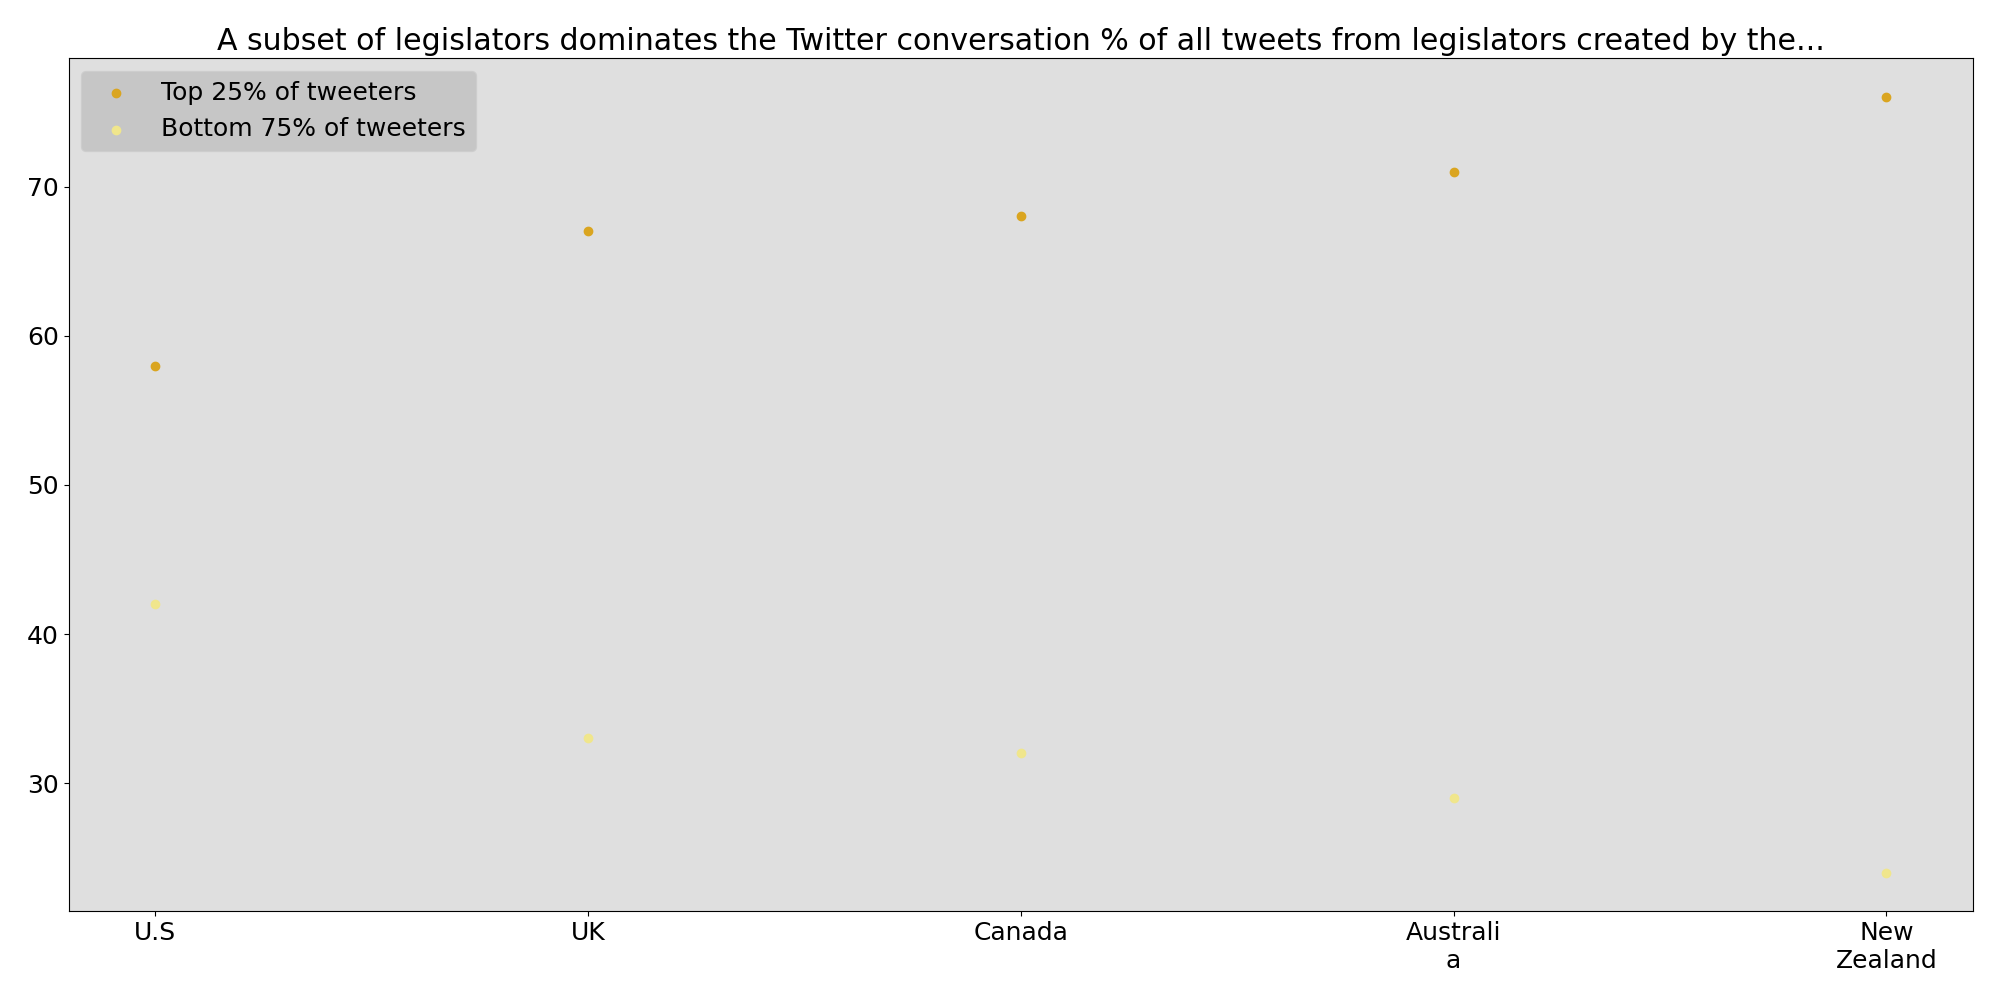 A subset of legislators dominates the Twitter conversation % of all tweets from legislators created by the...
Top 25% of tweeters
Bottom 75% of tweeters
70
60
50
40
30
U.S
UK
Canada
Australi
a
New
Zealand